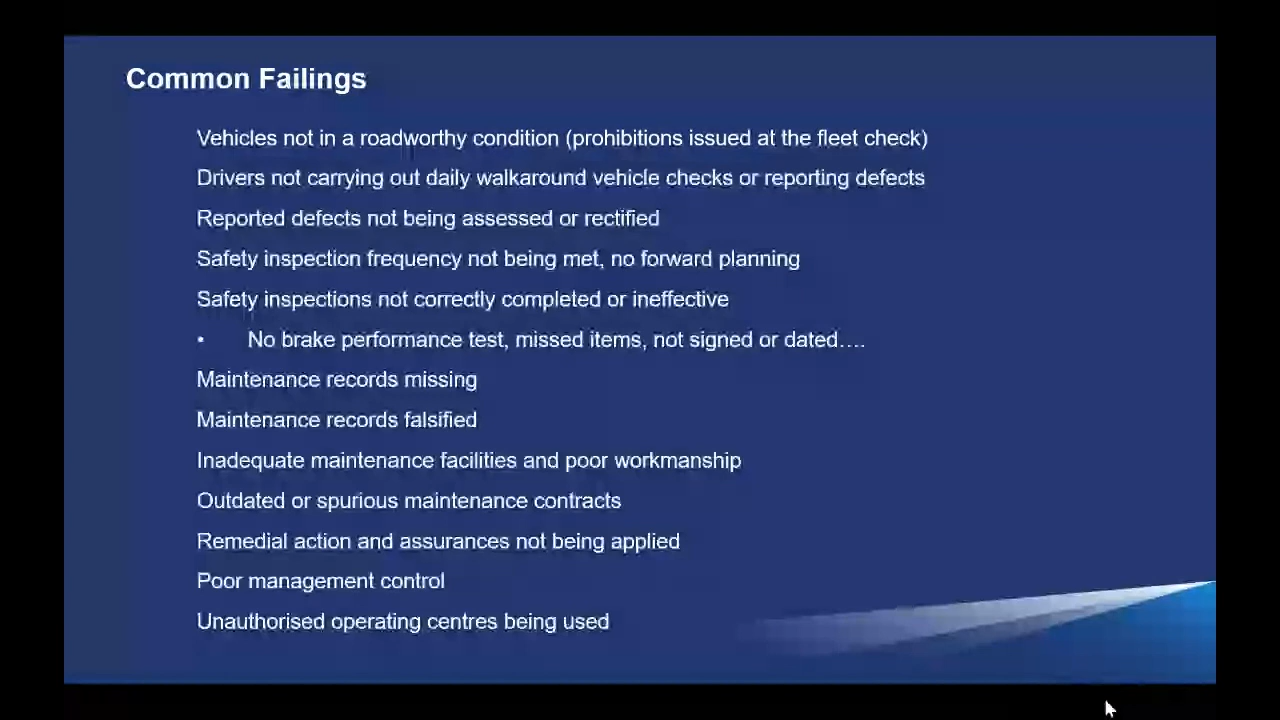 Common Failings
Vehicles not in a roadworthy condition (prohibitions issued at the fleet check)
Drivers not carrying out daily walkaround vehicle checks or reporting defects
Reported defects not being assessed or rectified
Safety inspection frequency not being met, no forward planning
Safety inspections not correctly completed or ineffective
• No brake performance test, missed items, not signed or dated….
Maintenance records missing
Maintenance records falsified
Inadequate maintenance facilities and poor workmanship
Outdated or spurious maintenance contracts
Remedial action and assurances not being applied
Poor management control
Unauthorised operating centres being used